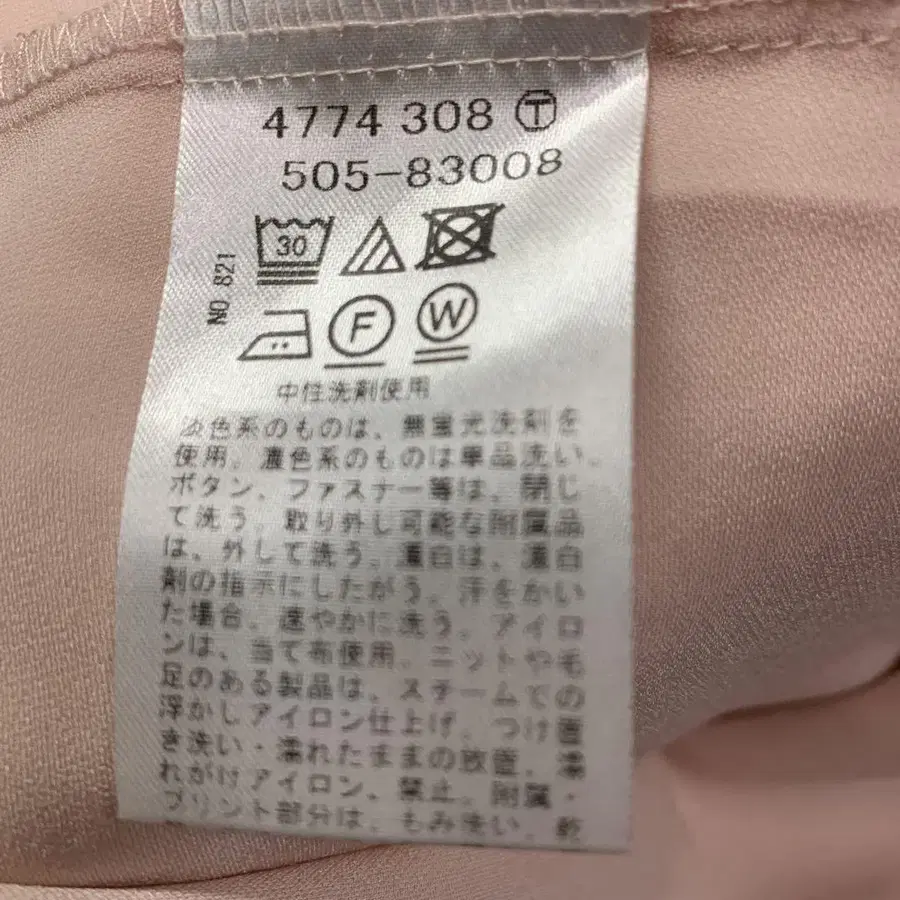 4774 308 Ⓣ
505-83008
NO 821
30
F W
中性洗剤使用
淡色系のものは、無蛍光洗剤を
使用。濃色系のものは単品洗い。
ボタン、ファスナー等は、閉じ
て洗う。取り外し可能な附属品
は、外して洗う。漂白は、漂白
剤の指示にしたがう。汗をかい
た場合。速やかに洗う。アイロ
ンは、当て布使用。ニットや毛
足のある製品は、スチームでの
浮かしアイロン仕上げ。つけ置
き洗い・濡れたままの放置、濡
れがけアイロン、禁止。附属・
プリント部分は、もみ洗い、乾